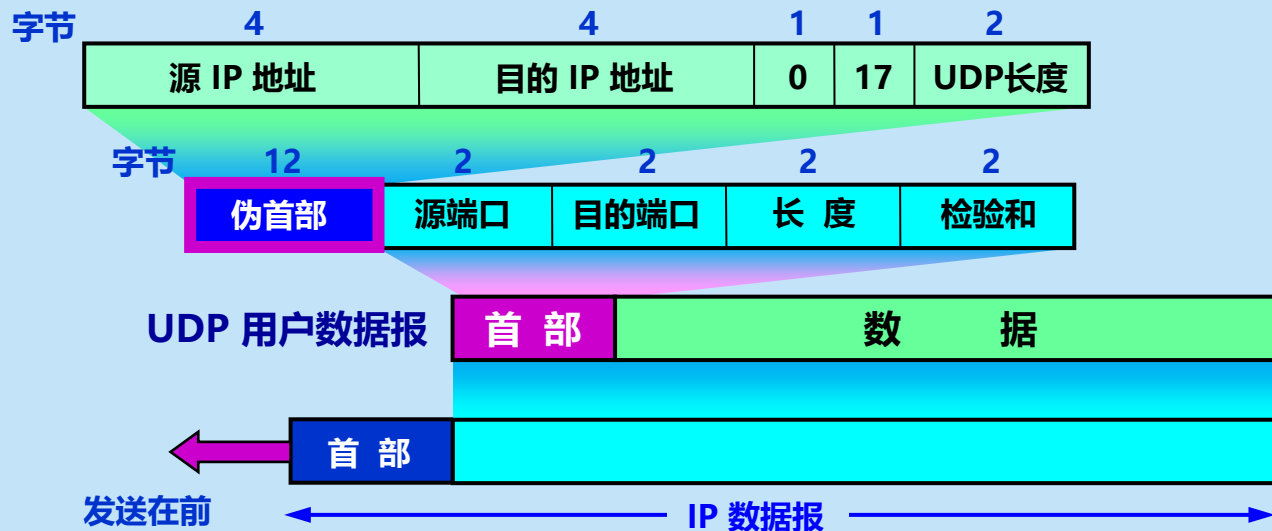 字节 4 4 1 1 2
源 IP 地址 目的 IP 地址 0 17 UDP长度
字节 12 2 2 2 2
伪首部 源端口 目的端口 长 度 检验和
UDP 用户数据报 首 部 数 据
首 部
发送在前 IP 数据报